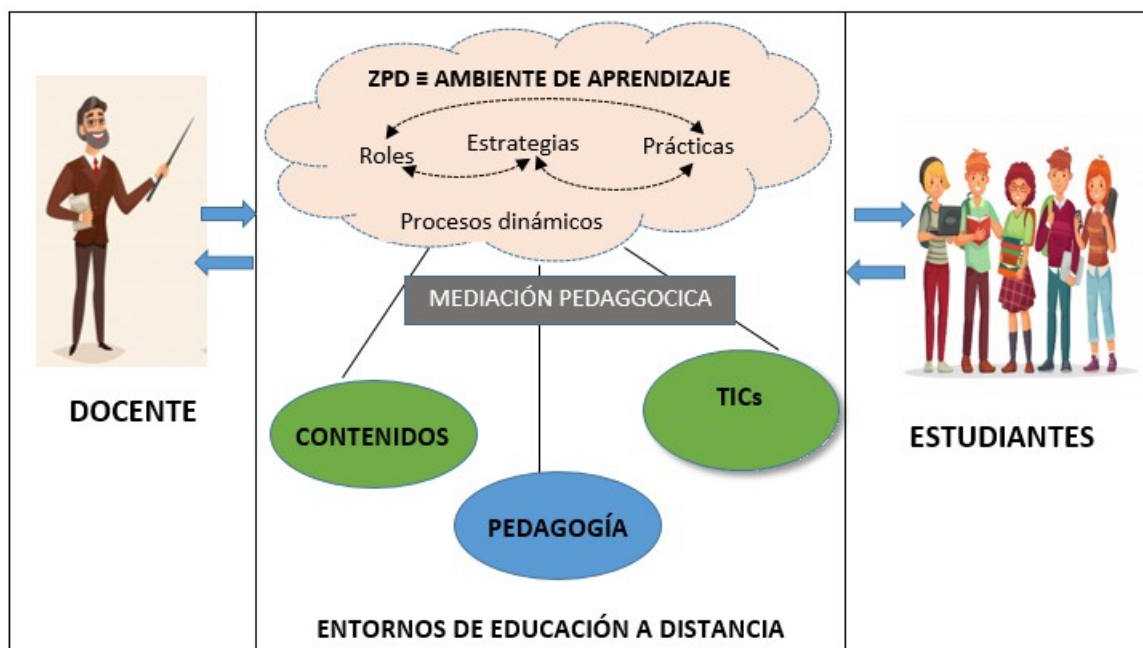 ZPD ≡ AMBIENTE DE APRENDIZAJE
Roles
Estrategias
Prácticas
Procesos dinámicos
MEDIACIÓN PEDAGGOCICA
DOCENTE
CONTENIDOS
TICs
ESTUDIANTES
PEDAGOGÍA
ENTORNOS DE EDUCACIÓN A DISTANCIA